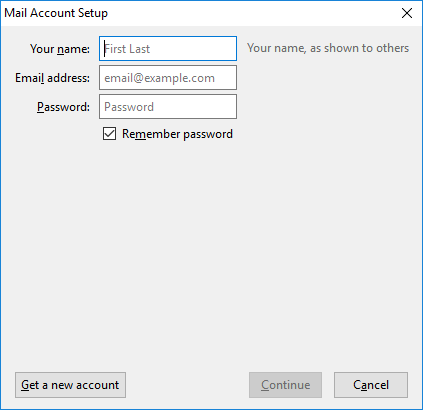 Mail Account Setup
Your name: First Last Your name, as shown to others
Email address: email@example.com
Password: Password
Remember password
Get a new account Continue Cancel